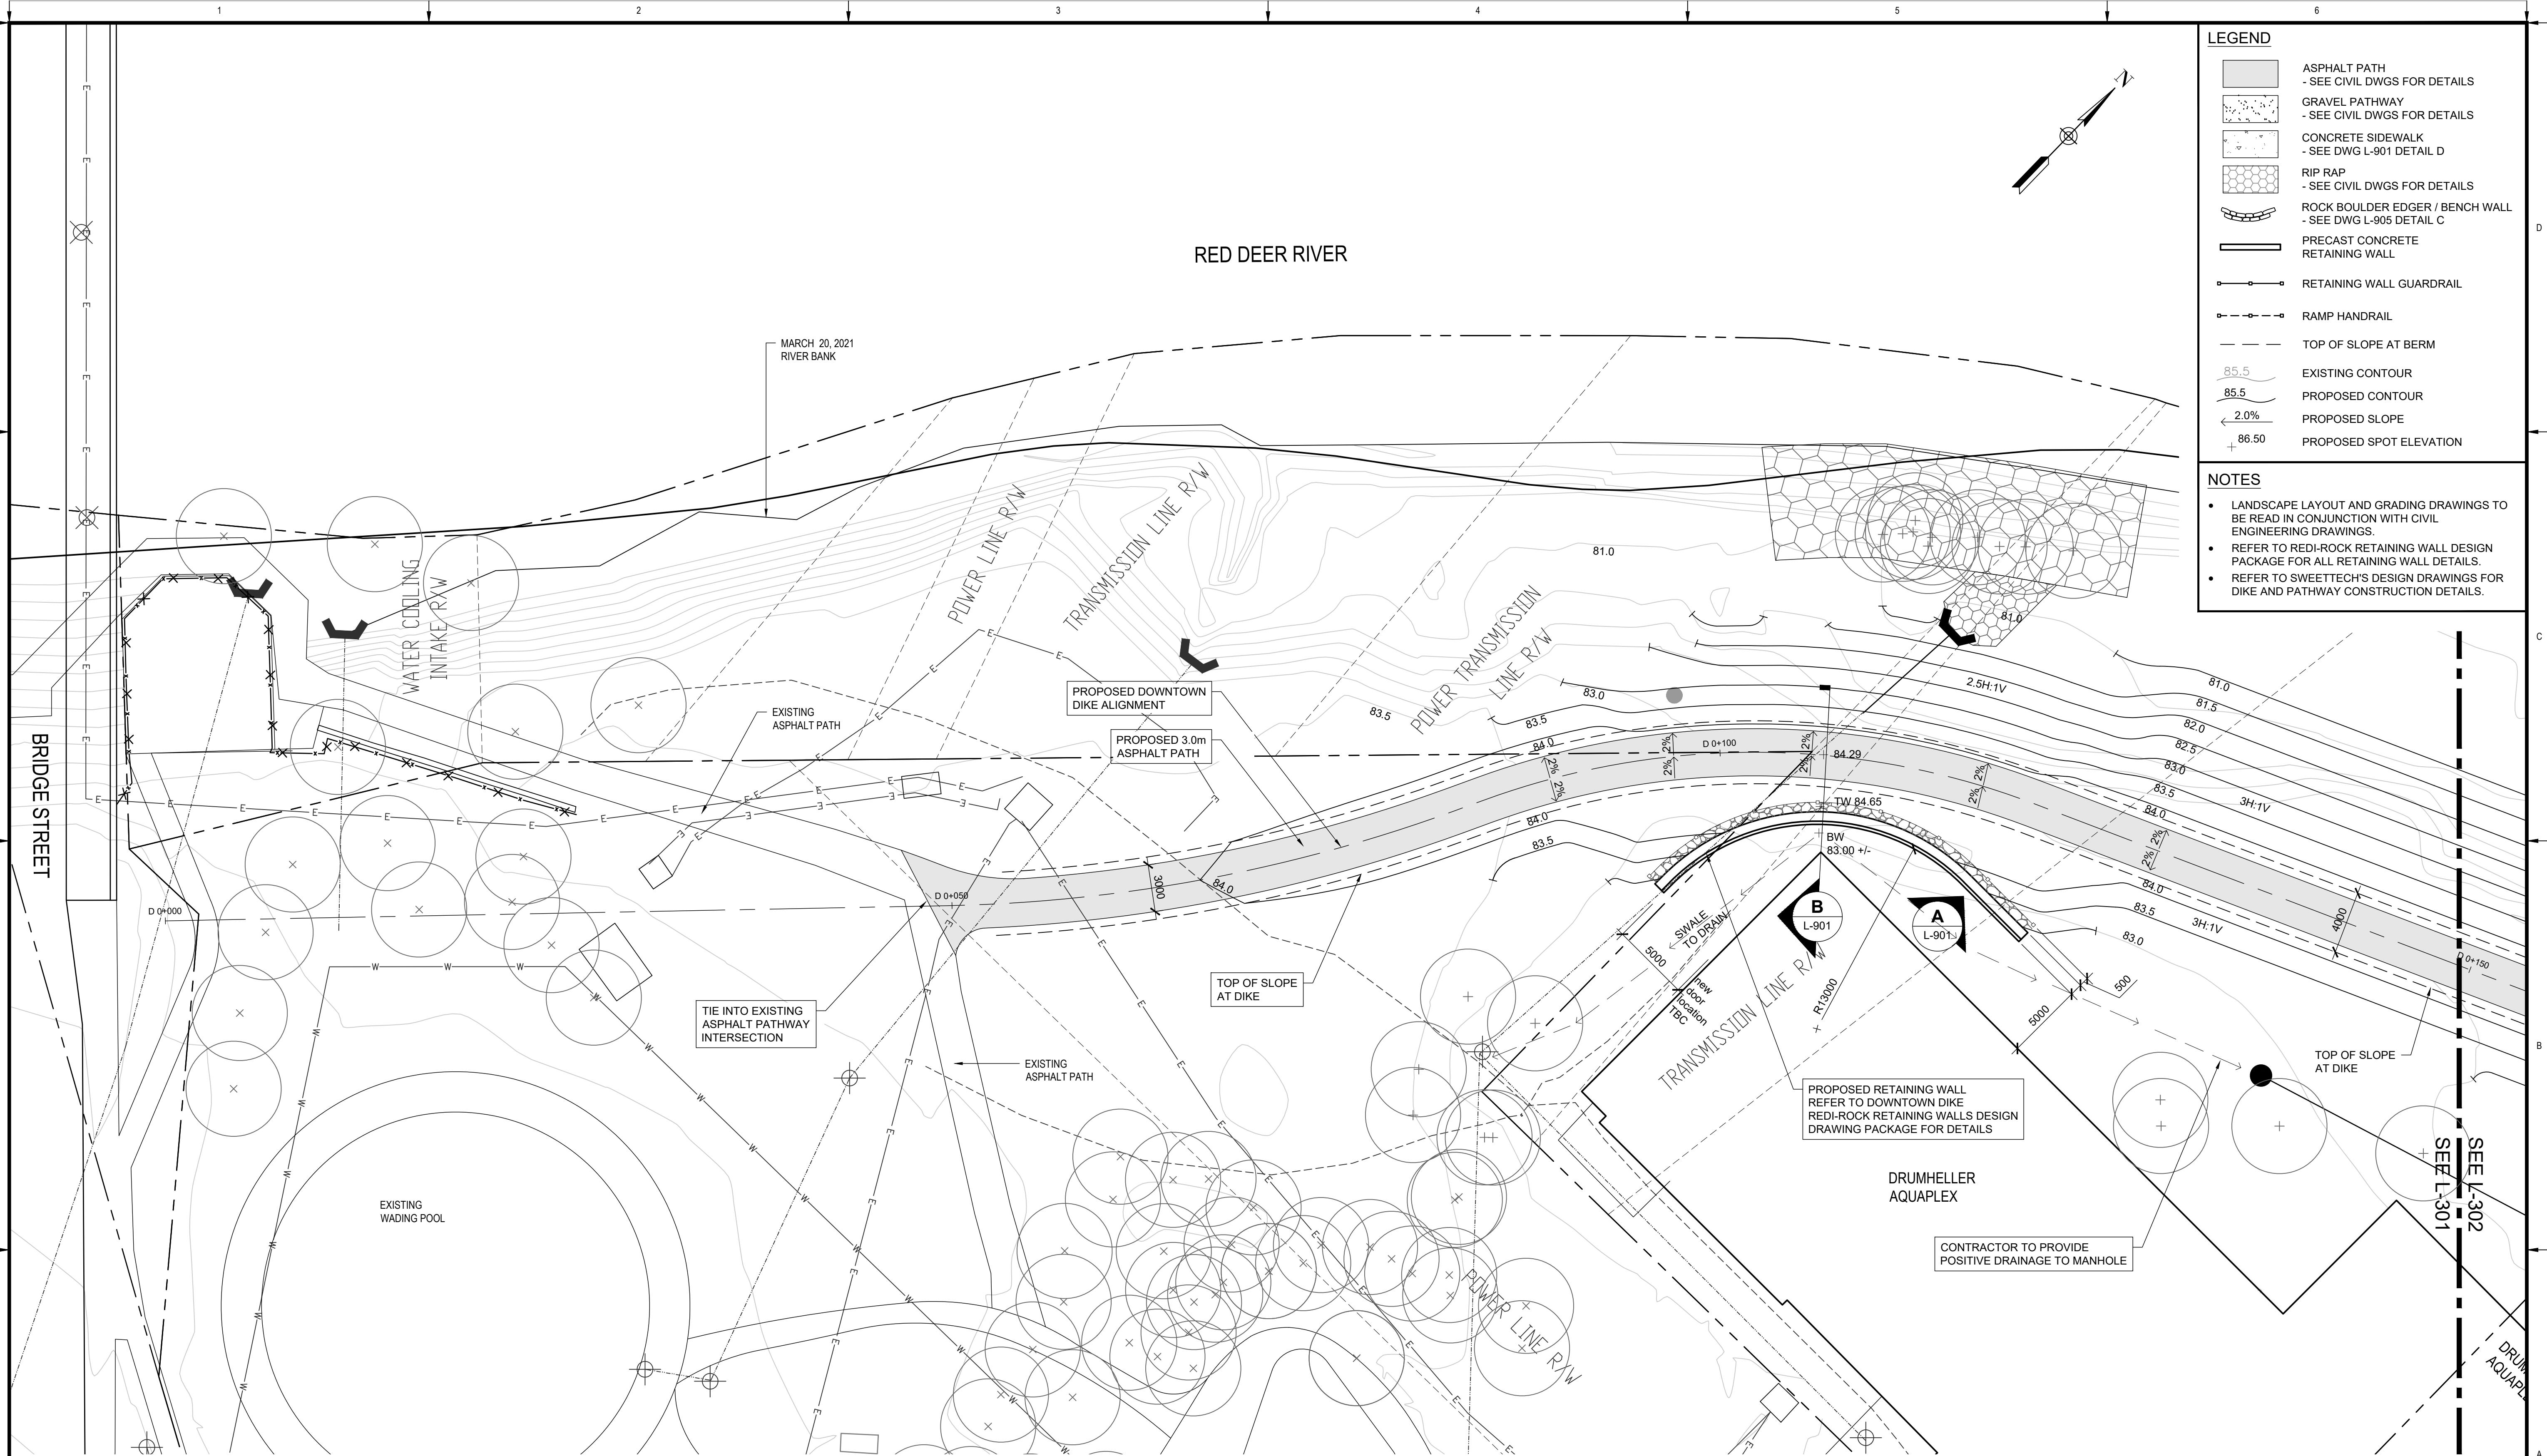 1
2
3
4
5
6
D
C
B
A
LEGEND
ASPHALT PATH
- SEE CIVIL DWGS FOR DETAILS
GRAVEL PATHWAY
- SEE CIVIL DWGS FOR DETAILS
CONCRETE SIDEWALK
- SEE DWG L-901 DETAIL D
RIP RAP
- SEE CIVIL DWGS FOR DETAILS
ROCK BOULDER EDGER / BENCH WALL
- SEE DWG L-905 DETAIL C
PRECAST CONCRETE
RETAINING WALL
RETAINING WALL GUARDRAIL
RAMP HANDRAIL
TOP OF SLOPE AT BERM
85.5
EXISTING CONTOUR
85.5
PROPOSED CONTOUR
2.0%
PROPOSED SLOPE
86.50
PROPOSED SPOT ELEVATION
NOTES
• LANDSCAPE LAYOUT AND GRADING DRAWINGS TO
BE READ IN CONJUNCTION WITH CIVIL
ENGINEERING DRAWINGS.
• REFER TO REDI-ROCK RETAINING WALL DESIGN
PACKAGE FOR ALL RETAINING WALL DETAILS.
• REFER TO SWEETTECH'S DESIGN DRAWINGS FOR
DIKE AND PATHWAY CONSTRUCTION DETAILS.
N
RED DEER RIVER
MARCH 20, 2021
RIVER BANK
WATER COOLING
INTAKE R/W
POWER LINE R/W
TRANSMISSION LINE R/W
POWER TRANSMISSION
LINE R/W
81.0
81.0
PROPOSED DOWNTOWN
DIKE ALIGNMENT
PROPOSED 3.0m
ASPHALT PATH
EXISTING
ASPHALT PATH
BRIDGE STREET
83.5
83.0
83.5
84.0
2.5H:1V
81.0
81.5
82.0
82.5
83.0
83.5
84.0
3H:1V
D 0+100
2%
2%
2%
2%
2%
2%
2%
2%
2%
2%
84.29
TW 84.65
BW
83.00 +/-
84.0
83.5
84.0
3000
D 0+000
D 0+050
84.0
83.5
83.0
3H:1V
4000
D 0+150
B
L-901
A
L-901
SWALE
TO DRAIN
5000
new
door
location
TBC
R13000
500
5000
TRANSMISSION LINE R/W
TOP OF SLOPE
AT DIKE
TIE INTO EXISTING
ASPHALT PATHWAY
INTERSECTION
EXISTING
ASPHALT PATH
TOP OF SLOPE
AT DIKE
PROPOSED RETAINING WALL
REFER TO DOWNTOWN DIKE
REDI-ROCK RETAINING WALLS DESIGN
DRAWING PACKAGE FOR DETAILS
DRUMHELLER
AQUAPLEX
SEE L-302
SEE L-301
EXISTING
WADING POOL
CONTRACTOR TO PROVIDE
POSITIVE DRAINAGE TO MANHOLE
POWER LINE R/W